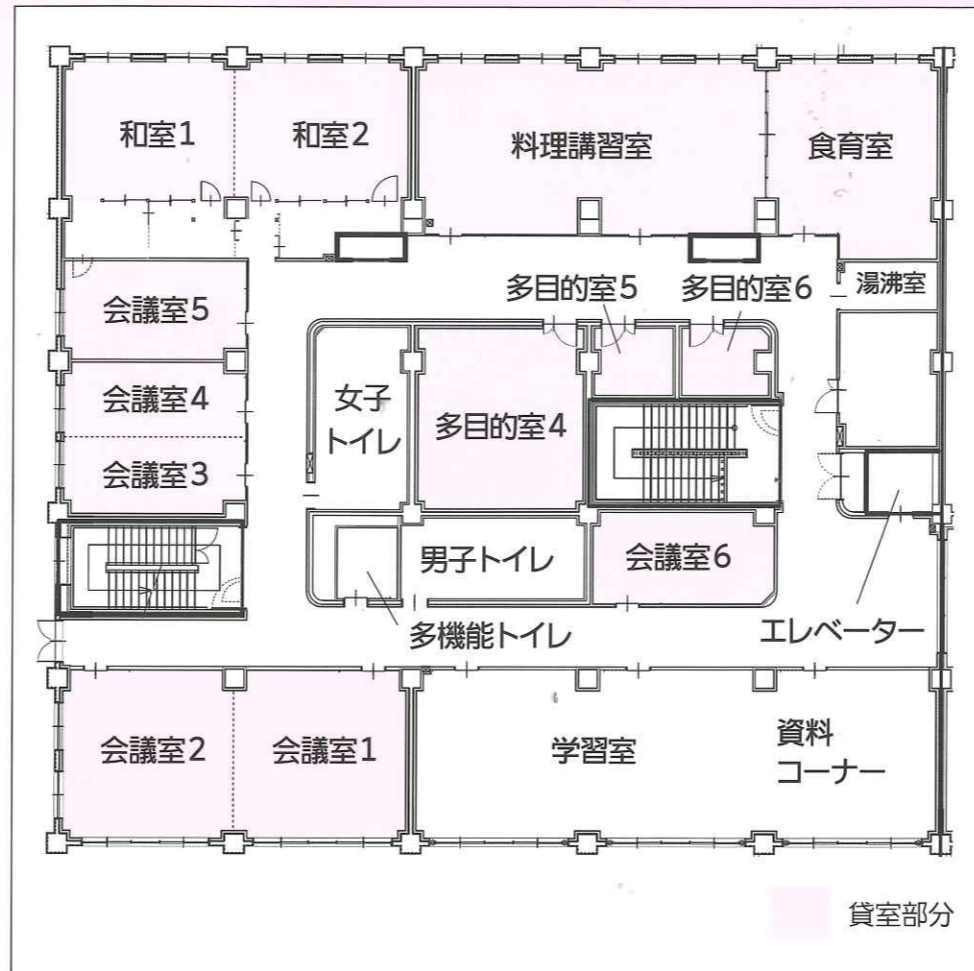 和室1
和室2
料理講習室
食育室
湯沸室
多目的室5
多目的室6
会議室5
会議室4
会議室3
女子
トイレ
多目的室4
男子トイレ
会議室6
多機能トイレ
エレベーター
会議室2
会議室1
学習室
資料
コーナー
貸室部分